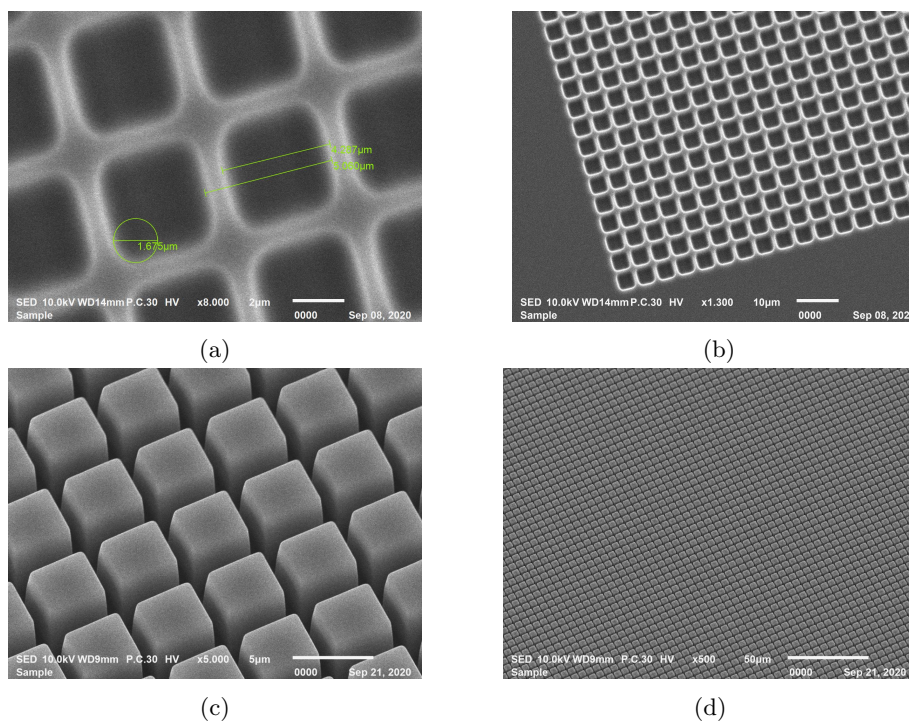 1.675µm
SED 10.0kV WD14mm P.C.30 HV x8.000 2µm
Sample 0000 Sep 08, 2020
SED 10.0kV WD14mm P.C.30 HV x1.300 10µm
Sample 0000 Sep 08, 202
(a)
(b)
SED 10.0kV WD9mm P.C.30 HV x5.000 5µm
Sample 0000 Sep 21, 2020
SED 10.0kV WD9mm P.C.30 HV x500 50µm
Sample 0000 Sep 21, 2020
(c)
(d)